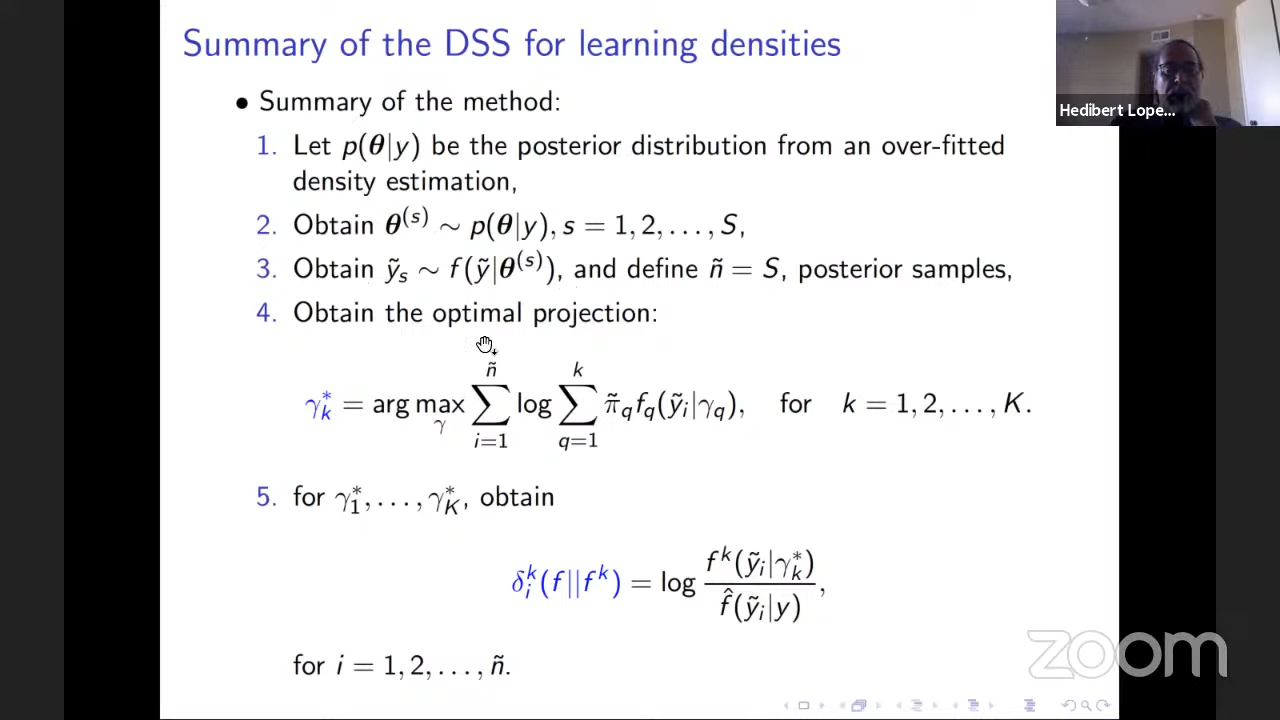 Summary of the DSS for learning densities
Hedibert Lope...
• Summary of the method:
1. Let p(θ|y) be the posterior distribution from an over-fitted
density estimation,
2. Obtain θ^(s) ∼ p(θ|y), s = 1, 2, . . . , S,
3. Obtain ỹ_s ∼ f(ỹ|θ^(s)), and define ñ = S, posterior samples,
4. Obtain the optimal projection:
γ*_k = arg max_γ ∑_{i=1}^{ñ} log ∑_{q=1}^{k} π̃_q f_q(ỹ_i|γ_q), for k = 1, 2, . . . , K.
5. for γ*_1, . . . , γ*_K, obtain
δ_i^k(f||f^k) = log f^k(ỹ_i|γ*_k) / f̂(ỹ_i|y),
for i = 1, 2, . . . , ñ.
zoom